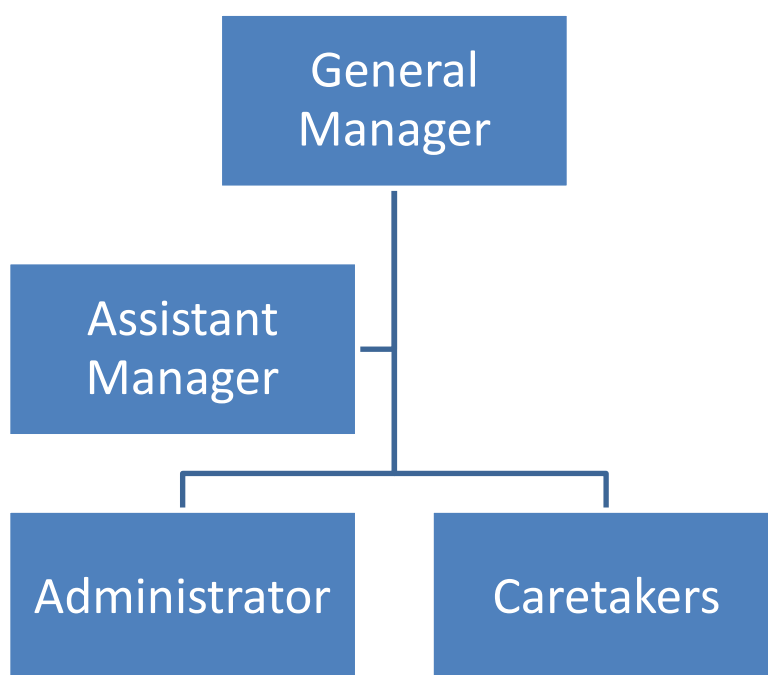 General
Manager
Assistant
Manager
Administrator
Caretakers